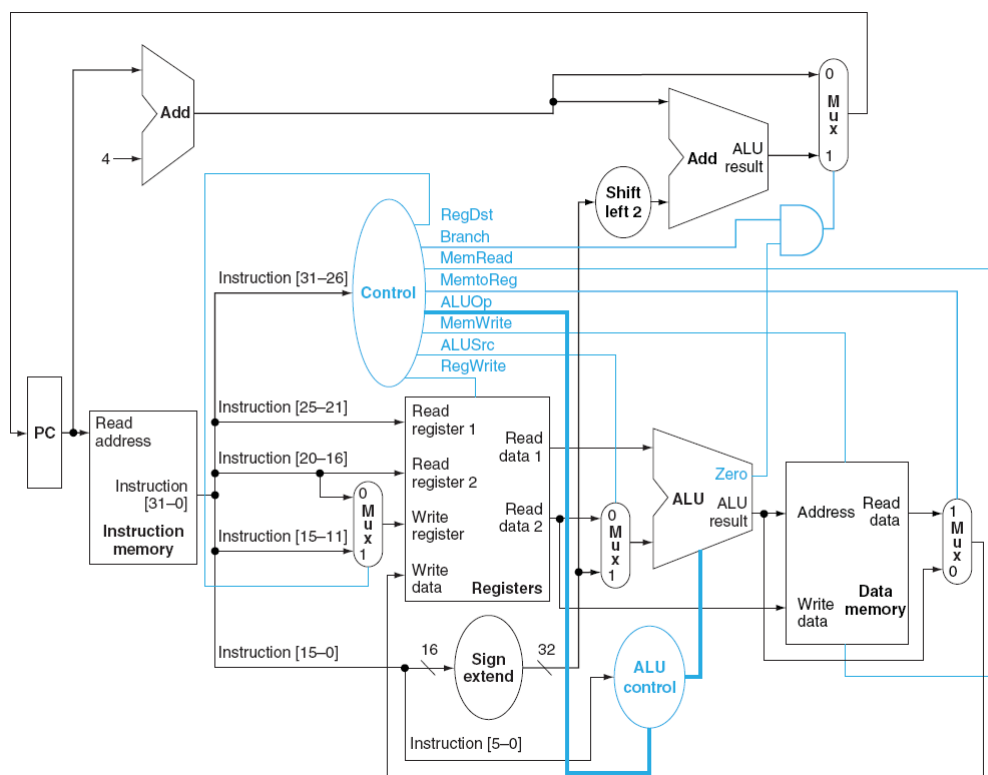 Add
4
Add
ALU
result
Shift
left 2
0
M
u
x
1
RegDst
Branch
MemRead
MemtoReg
ALUOp
MemWrite
ALUSrc
RegWrite
Control
Instruction [31–26]
Instruction [25–21]
Instruction [20–16]
Instruction [15–11]
Instruction [15–0]
Instruction [5–0]
PC
Read
address
Instruction
[31–0]
Instruction
memory
0
M
u
x
1
Read
register 1
Read
register 2
Write
register
Write
data
Read
data 1
Read
data 2
Registers
0
M
u
x
1
Zero
ALU
ALU
result
Address
Read
data
Write
data
Data
memory
1
M
u
x
0
16
Sign
extend
32
ALU
control